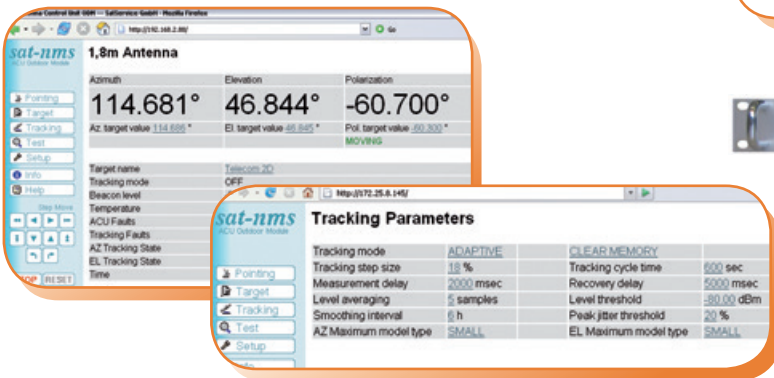 na Control Unit ODM -- SatService GmbH - Mozilla Firefox
http://192.168.2.80/
Go
sat-nms
ACU Outdoor Module
1,8m Antenna
Azimuth Elevation Polarization
114.681° 46.844° -60.700°
Az. target value 114.686 ° El. target value 46.845 ° Pol. target value -60.300 °
MOVING
Pointing
Target
Tracking
Test
Setup
Info
Help
Step Move
OP RESET
Target name Telecom 2D
Tracking mode OFF
Beacon level
Temperature
ACU Faults
Tracking Faults
AZ Tracking State
EL Tracking State
Time
http://172.25.8.145/
sat-nms
ACU Outdoor Module
Tracking Parameters
Pointing
Target
Tracking
Test
Setup
Tracking mode ADAPTIVE CLEAR MEMORY
Tracking step size 18 % Tracking cycle time 600 sec
Measurement delay 2000 msec Recovery delay 5000 msec
Level averaging 5 samples Level threshold -80.00 dBm
Smoothing interval 6 h Peak jitter threshold 20 %
AZ Maximum model type SMALL EL Maximum model type SMALL